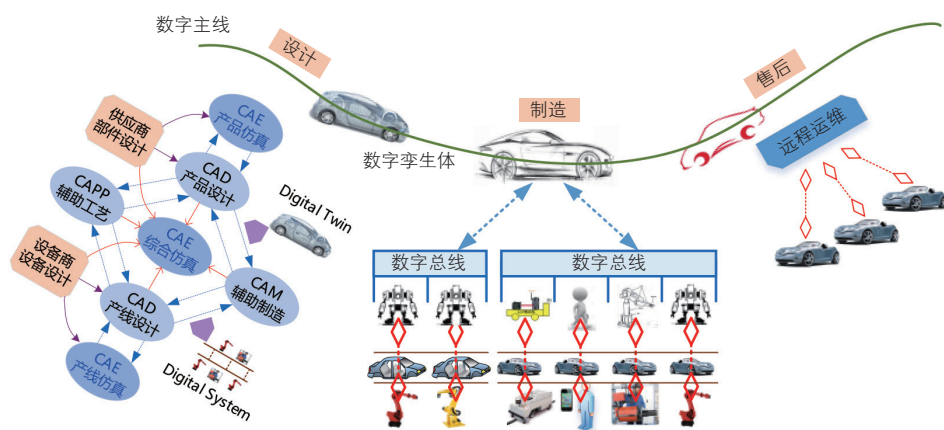 数字主线
设计
制造
售后
数字孪生体
远程运维
供应商
部件设计
CAE
产品仿真
CAD
产品设计
CAPP
辅助工艺
Digital Twin
设备商
设备设计
CAE
综合仿真
CAM
辅助制造
CAD
产线设计
CAE
产线仿真
Digital System
数字总线
数字总线